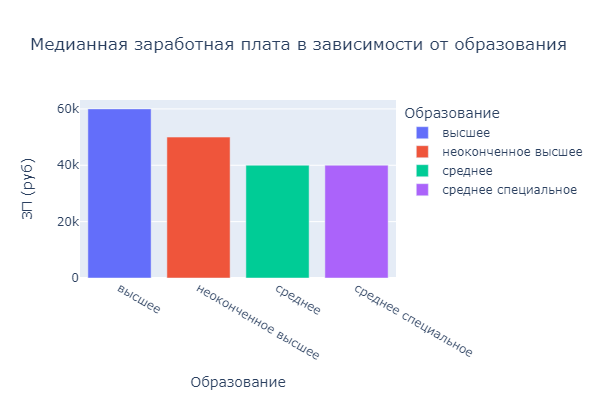 Медианная заработная плата в зависимости от образования
60k
40k
20k
0
ЗП (руб)
высшее
неоконченное высшее
среднее
среднее специальное
Образование
Образование
высшее
неоконченное высшее
среднее
среднее специальное